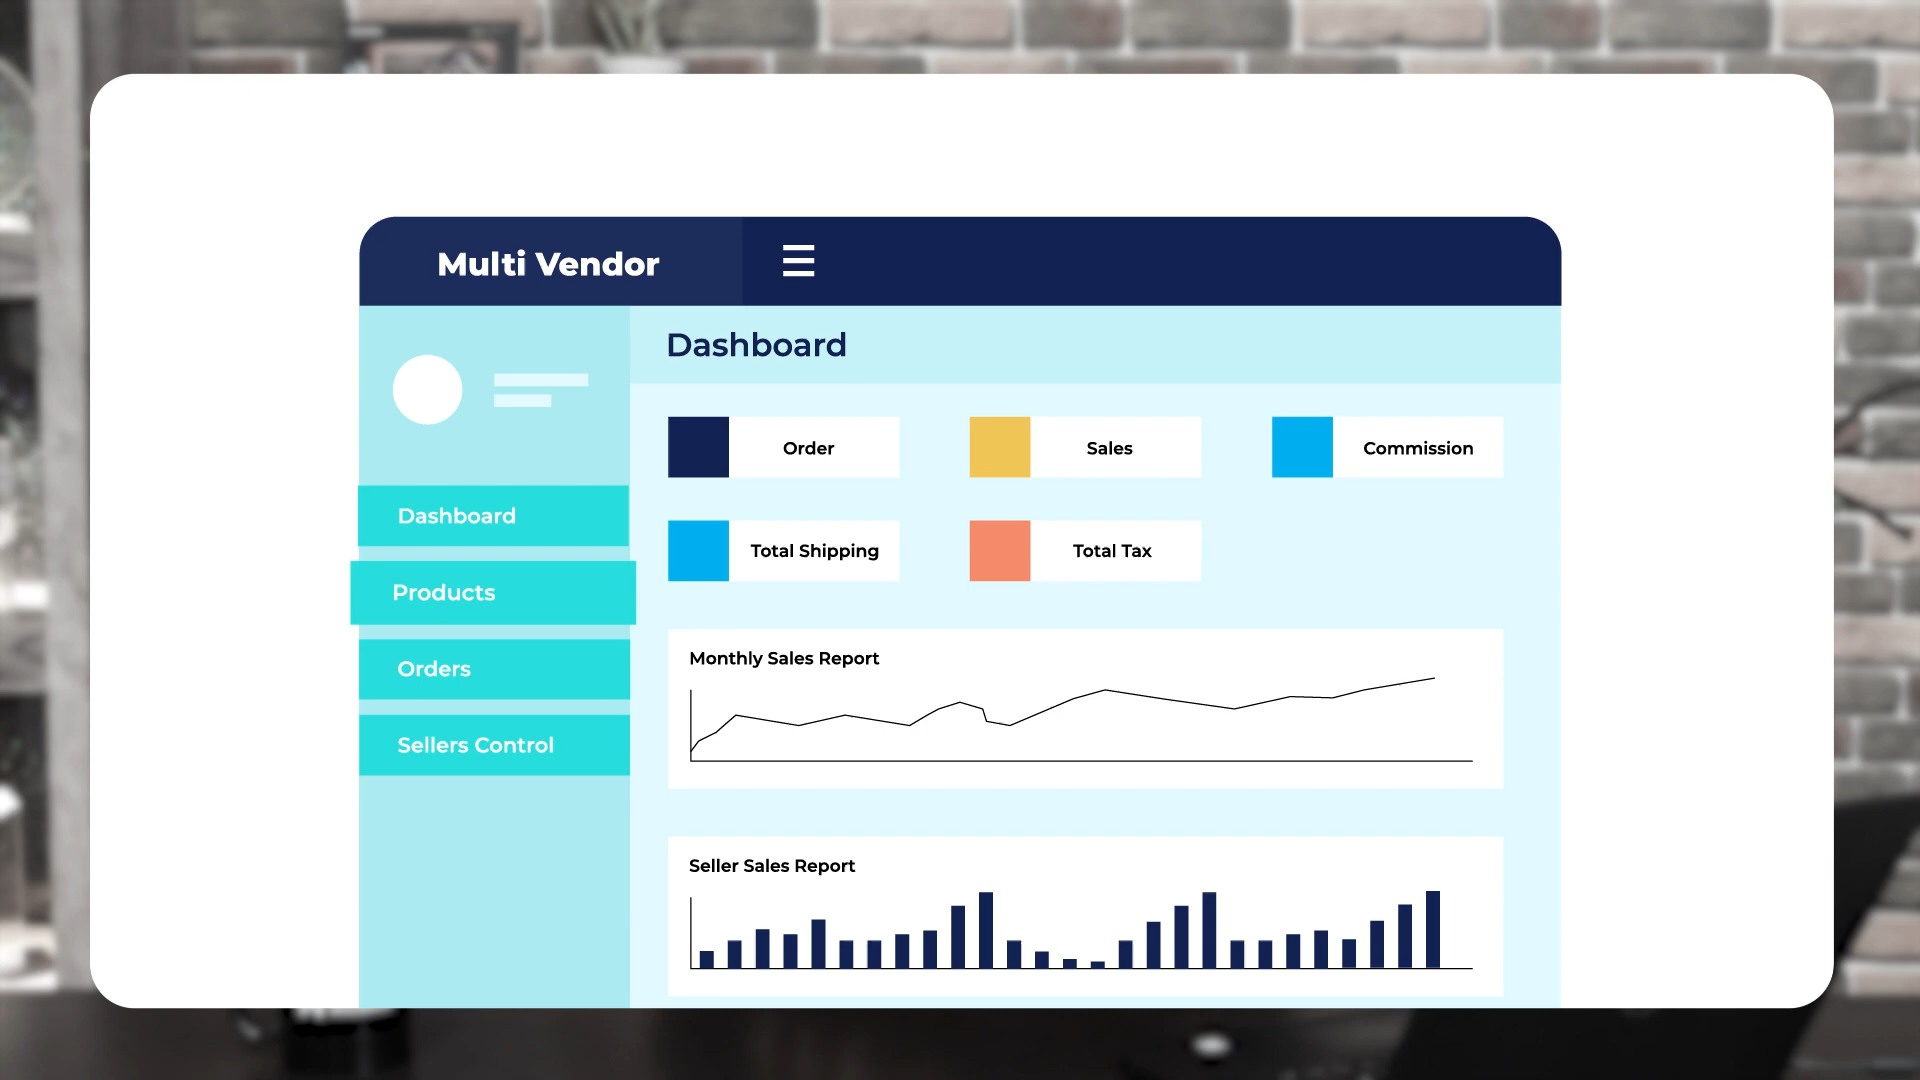 Multi Vendor
Dashboard
Dashboard
Products
Orders
Sellers Control
Order
Sales
Commission
Total Shipping
Total Tax
Monthly Sales Report
Seller Sales Report